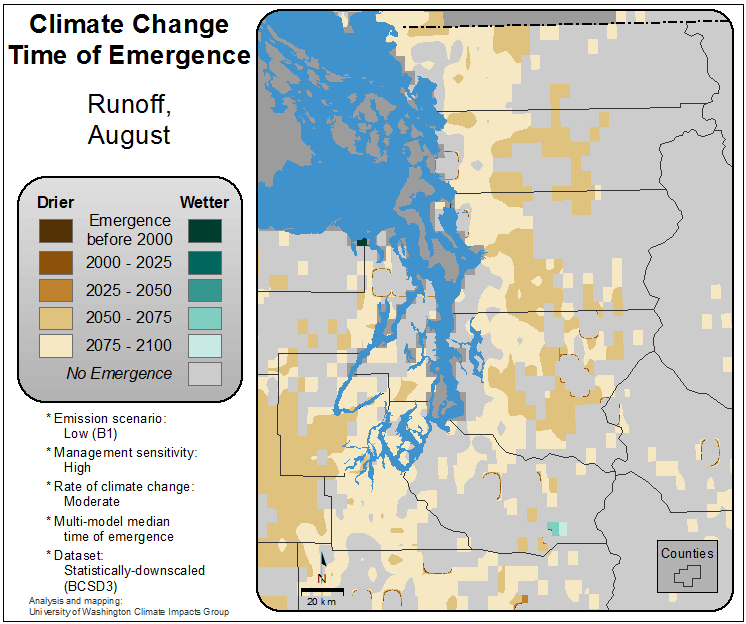 Climate Change
Time of Emergence
Runoff,
August
Drier Wetter
Emergence
before 2000
2000 - 2025
2025 - 2050
2050 - 2075
2075 - 2100
No Emergence
* Emission scenario:
Low (B1)
* Management sensitivity:
High
* Rate of climate change:
Moderate
* Multi-model median
time of emergence
* Dataset:
Statistically-downscaled
(BCSD3)
Analysis and mapping:
University of Washington Climate Impacts Group
N
20 km
Counties